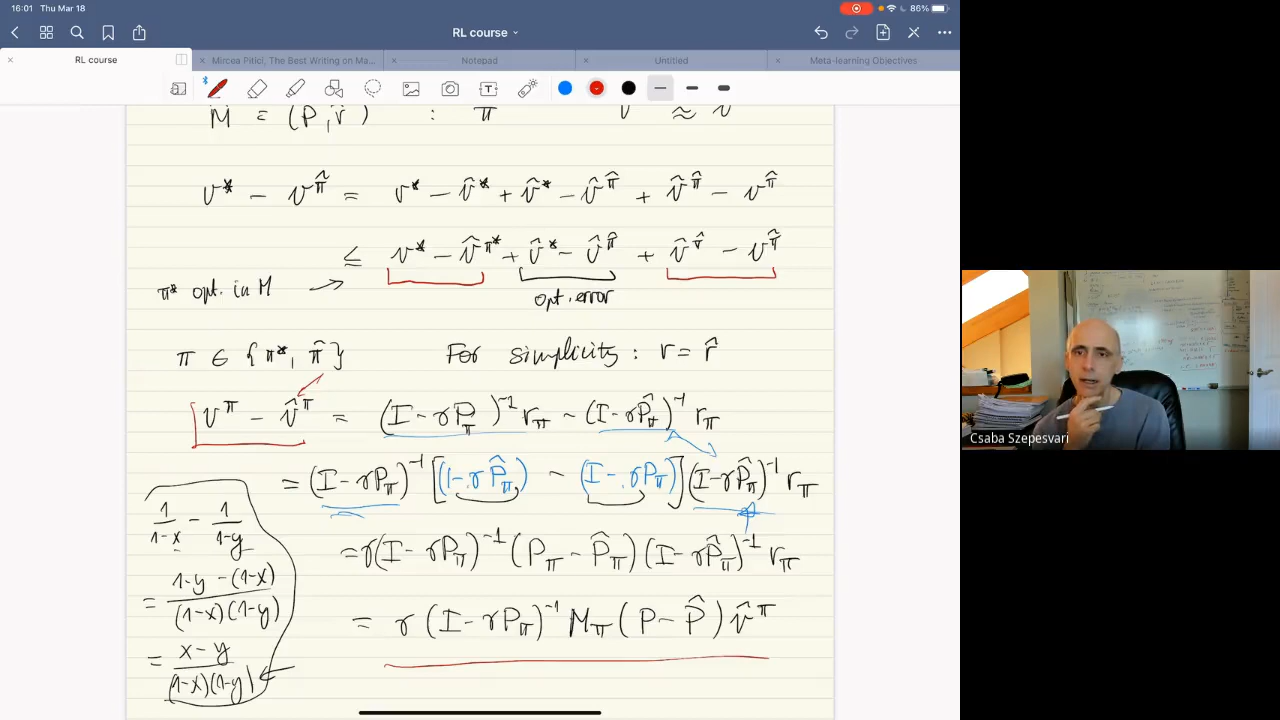 16:01 Thu Mar 18
86%
RL course
RL course
Mircea Pitici, The Best Writing on Ma...
Notepad
Untitled
Meta-learning Objectives
M̂ = (P̂, r̂) : π̂
v* − v^π̂ = v* − v̂* + v̂* − v̂^π̂ + v̂^π̂ − v^π̂
≤ v* − v̂^π* + v̂* − v̂^π̂ + v̂^π̂ − v^π̂
π* opt. in M → opt. error
π ∈ {π*, π̂} For simplicity: r = r̂
v^π − v̂^π = (I − γP_π)^-1 r_π − (I − γP̂_π)^-1 r_π
= (I − γP_π)^-1 [(I − γP̂_π) − (I − γP_π)] (I − γP̂_π)^-1 r_π
= γ(I − γP_π)^-1 (P_π − P̂_π) (I − γP̂_π)^-1 r_π
= γ (I − γP_π)^-1 M_π (P − P̂) v̂^π
1/(1-x) − 1/(1-y)
= (1-y − (1-x))/((1-x)(1-y))
= (x − y)/((1-x)(1-y))
Csaba Szepesvari